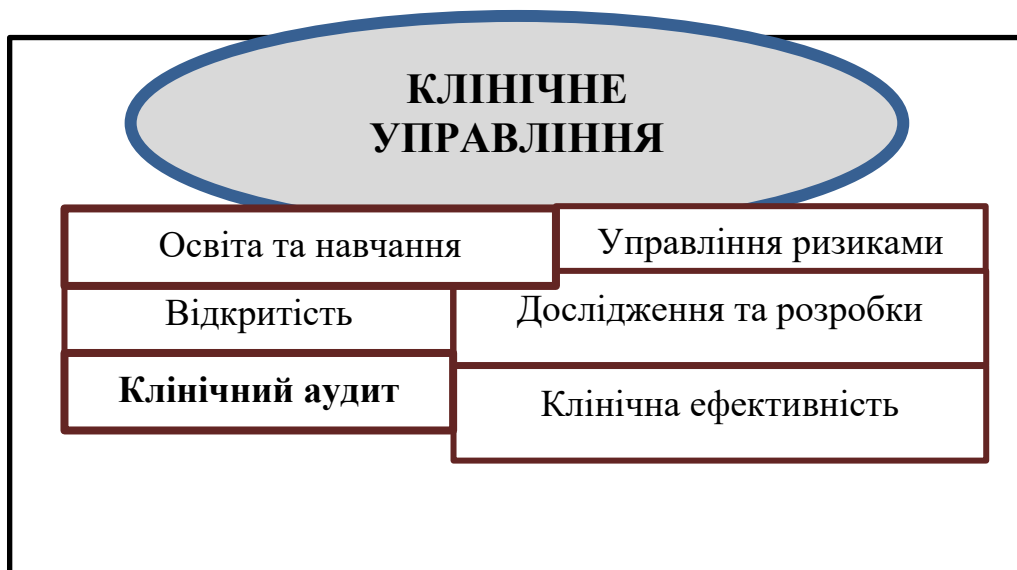 КЛІНІЧНЕ
УПРАВЛІННЯ
Освіта та навчання
Управління ризиками
Відкритість
Дослідження та розробки
Клінічний аудит
Клінічна ефективність